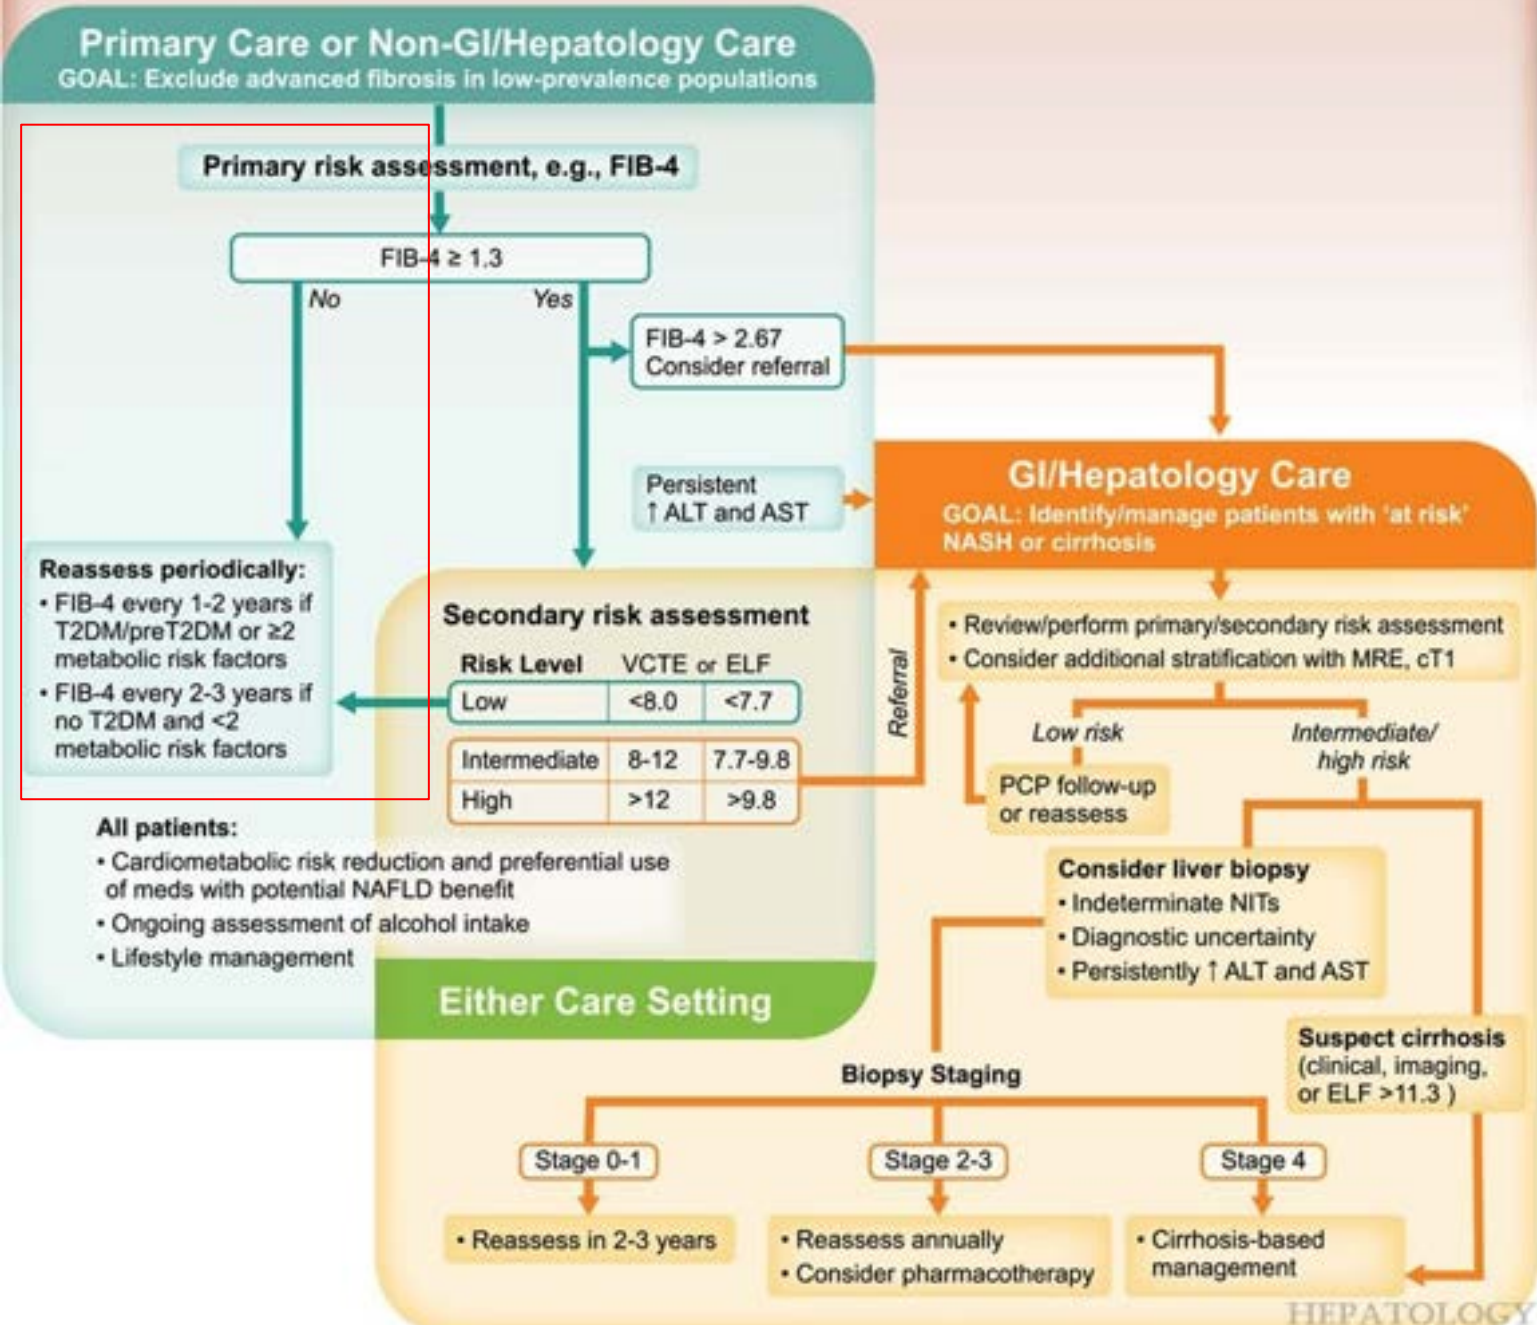 Primary Care or Non-GI/Hepatology Care
GOAL: Exclude advanced fibrosis in low-prevalence populations
Primary risk assessment, e.g., FIB-4
FIB-4 ≥ 1.3
No
Yes
FIB-4 > 2.67
Consider referral
Persistent
↑ ALT and AST
Reassess periodically:
• FIB-4 every 1-2 years if
T2DM/preT2DM or ≥2
metabolic risk factors
• FIB-4 every 2-3 years if
no T2DM and <2
metabolic risk factors
Secondary risk assessment
Risk Level VCTE or ELF
Low <8.0 <7.7
Intermediate 8-12 7.7-9.8
High >12 >9.8
All patients:
• Cardiometabolic risk reduction and preferential use
of meds with potential NAFLD benefit
• Ongoing assessment of alcohol intake
• Lifestyle management
Either Care Setting
Referral
GI/Hepatology Care
GOAL: Identify/manage patients with 'at risk'
NASH or cirrhosis
• Review/perform primary/secondary risk assessment
• Consider additional stratification with MRE, cT1
Low risk
Intermediate/
high risk
PCP follow-up
or reassess
Consider liver biopsy
• Indeterminate NITs
• Diagnostic uncertainty
• Persistently ↑ ALT and AST
Suspect cirrhosis
(clinical, imaging,
or ELF >11.3 )
Biopsy Staging
Stage 0-1
Stage 2-3
Stage 4
• Reassess in 2-3 years
• Reassess annually
• Consider pharmacotherapy
• Cirrhosis-based
management
HEPATOLOGY